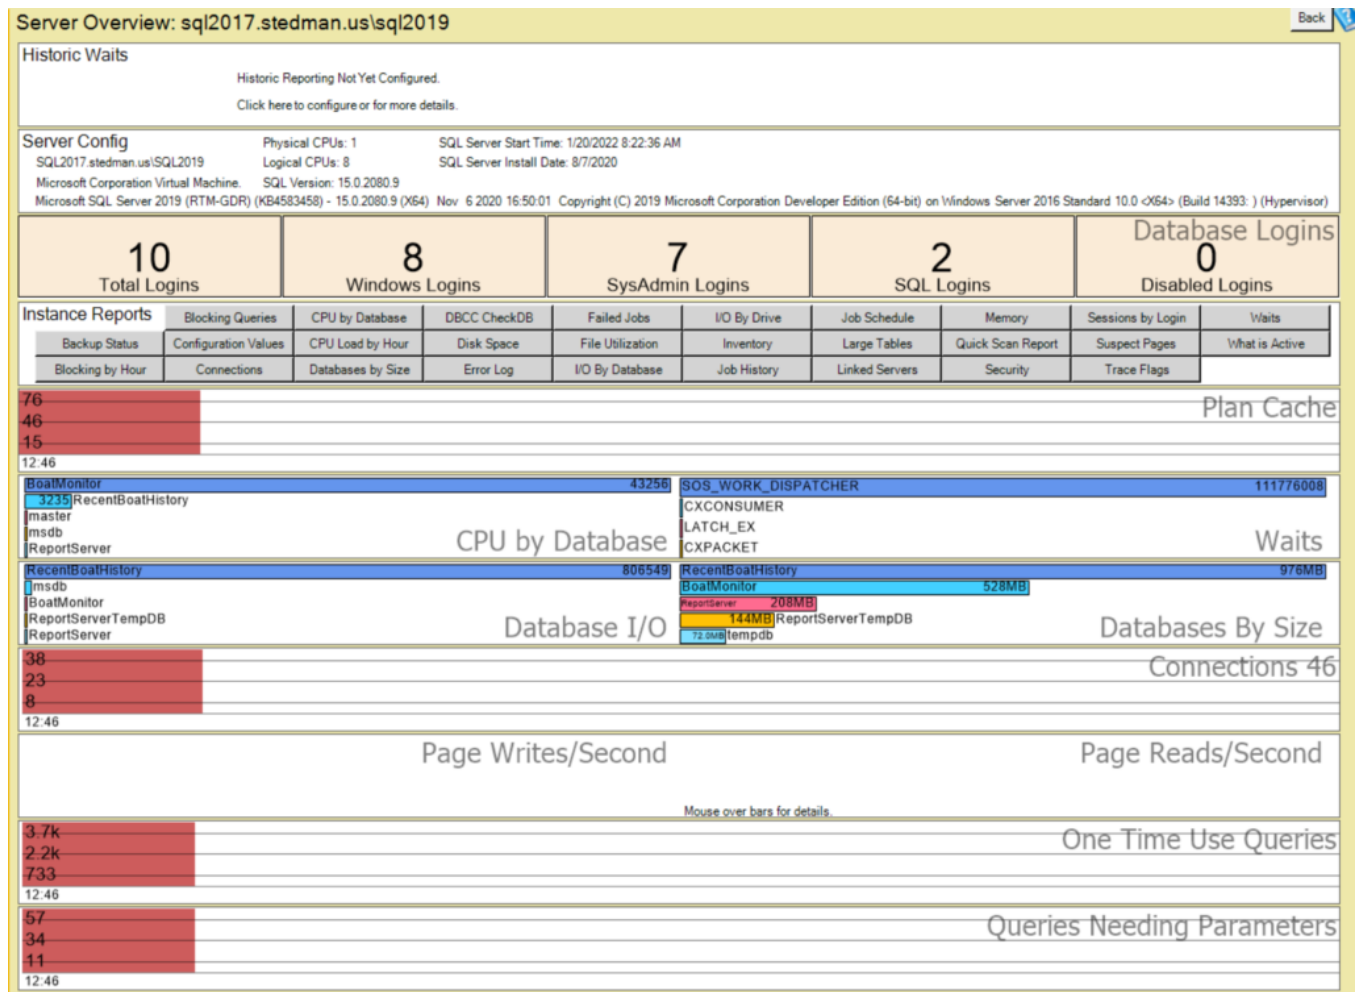 Server Overview: sql2017.stedman.us\sql2019
Back
Historic Waits
Historic Reporting Not Yet Configured.
Click here to configure or for more details.
Server Config
Physical CPUs: 1
SQL Server Start Time: 1/20/2022 8:22:36 AM
SQL2017.stedman.us\SQL2019
Logical CPUs: 8
SQL Server Install Date: 8/7/2020
Microsoft Corporation Virtual Machine.
SQL Version: 15.0.2080.9
Microsoft SQL Server 2019 (RTM-GDR) (KB4583458) - 15.0.2080.9 (X64) Nov 6 2020 16:50:01 Copyright (C) 2019 Microsoft Corporation Developer Edition (64-bit) on Windows Server 2016 Standard 10.0 <X64> (Build 14393: ) (Hypervisor)
Database Logins
10
Total Logins
8
Windows Logins
7
SysAdmin Logins
2
SQL Logins
0
Disabled Logins
Instance Reports
Blocking Queries
CPU by Database
DBCC CheckDB
Failed Jobs
I/O By Drive
Job Schedule
Memory
Sessions by Login
Waits
Backup Status
Configuration Values
CPU Load by Hour
Disk Space
File Utilization
Inventory
Large Tables
Quick Scan Report
Suspect Pages
What is Active
Blocking by Hour
Connections
Databases by Size
Error Log
I/O By Database
Job History
Linked Servers
Security
Trace Flags
Plan Cache
76
46
15
12:46
BoatMonitor 43256
3235 RecentBoatHistory
master
msdb
ReportServer
CPU by Database
SOS_WORK_DISPATCHER 111776008
CXCONSUMER
LATCH_EX
CXPACKET
Waits
RecentBoatHistory 806549
msdb
BoatMonitor
ReportServerTempDB
ReportServer
Database I/O
RecentBoatHistory 976MB
BoatMonitor 528MB
ReportServer 208MB
144MB ReportServerTempDB
72.0MB tempdb
Databases By Size
Connections 46
38
23
8
12:46
Page Writes/Second
Page Reads/Second
Mouse over bars for details.
One Time Use Queries
3.7k
2.2k
733
12:46
Queries Needing Parameters
57
34
11
12:46